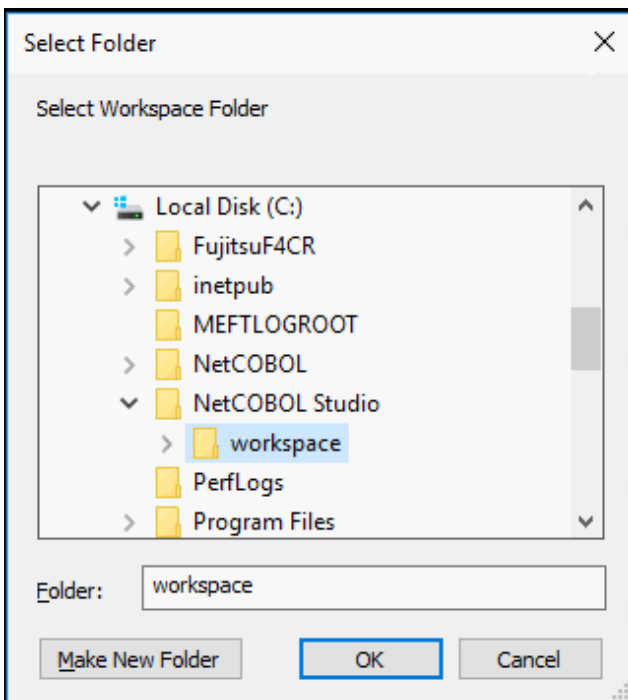 Select Folder
Select Workspace Folder
Local Disk (C:)
FujitsuF4CR
inetpub
MEFTLOGROOT
NetCOBOL
NetCOBOL Studio
workspace
PerfLogs
Program Files
Folder: workspace
Make New Folder OK Cancel